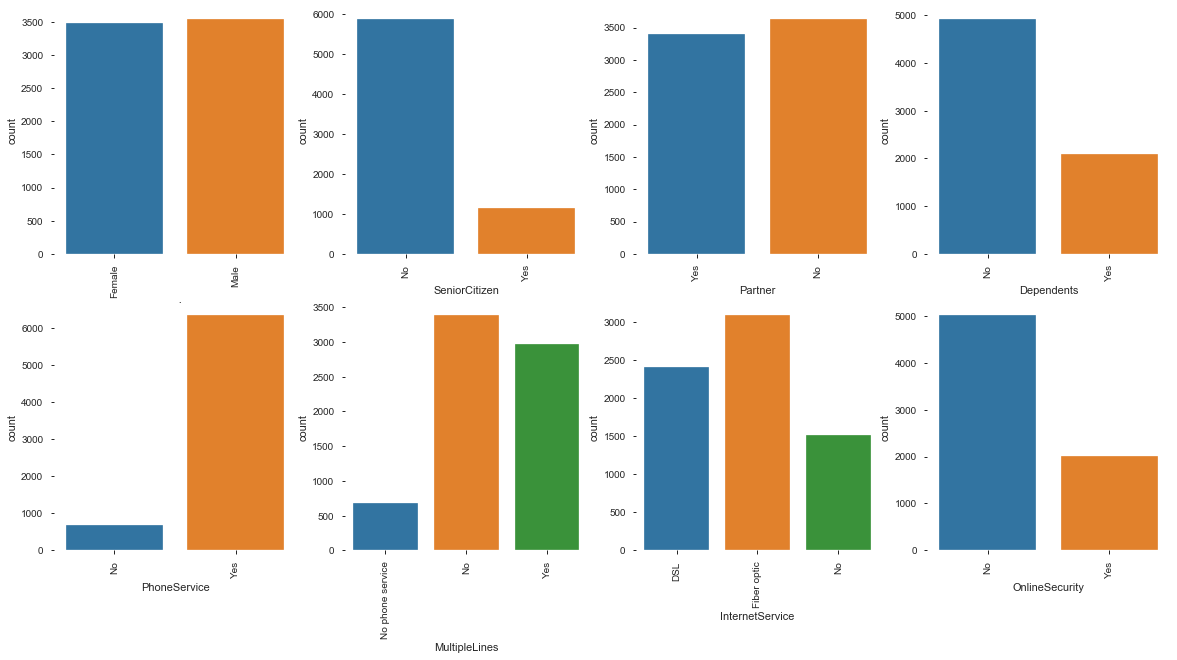 count
3500
3000
2500
2000
1500
1000
500
0
Female
Male
count
6000
5000
4000
3000
2000
1000
0
No
Yes
SeniorCitizen
count
3500
3000
2500
2000
1500
1000
500
0
Yes
No
Partner
count
5000
4000
3000
2000
1000
0
No
Yes
Dependents
count
6000
5000
4000
3000
2000
1000
0
No
Yes
PhoneService
count
3500
3000
2500
2000
1500
1000
500
0
No phone service
No
Yes
MultipleLines
count
3000
2500
2000
1500
1000
500
0
DSL
Fiber optic
No
InternetService
count
5000
4000
3000
2000
1000
0
No
Yes
OnlineSecurity